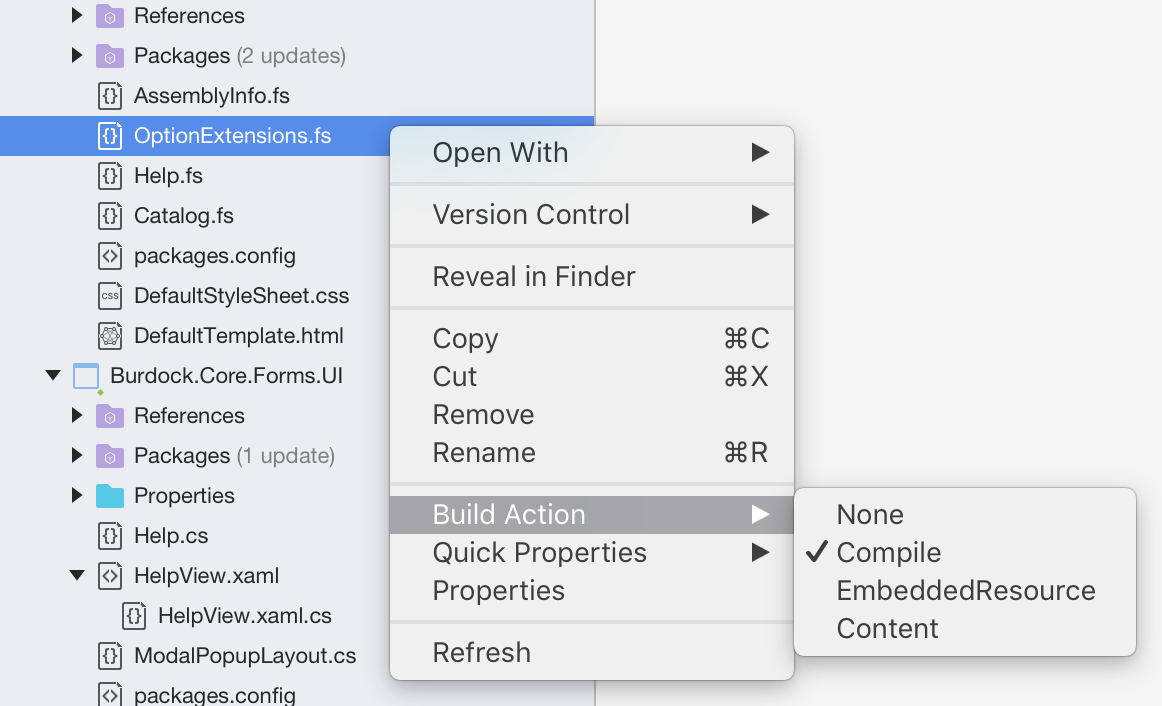 References
Packages (2 updates)
AssemblyInfo.fs
OptionExtensions.fs
Help.fs
Catalog.fs
packages.config
css DefaultStyleSheet.css
DefaultTemplate.html
Burdock.Core.Forms.UI
References
Packages (1 update)
Properties
Help.cs
HelpView.xaml
HelpView.xaml.cs
ModalPopupLayout.cs
packages.config
Open With
Version Control
Reveal in Finder
Copy ⌘C
Cut ⌘X
Remove
Rename ⌘R
Build Action
Quick Properties
Properties
Refresh
None
✓ Compile
EmbeddedResource
Content